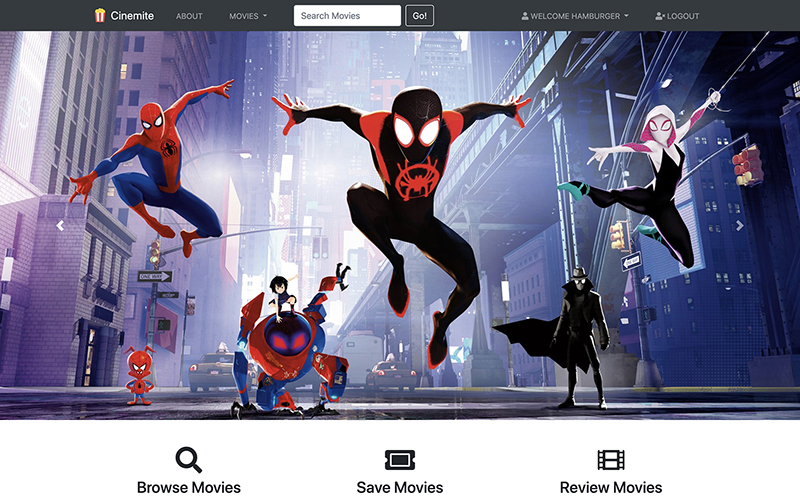 Cinemite
ABOUT
MOVIES
Search Movies
Go!
WELCOME HAMBURGER
LOGOUT
ONE WAY
Browse Movies
Save Movies
Review Movies